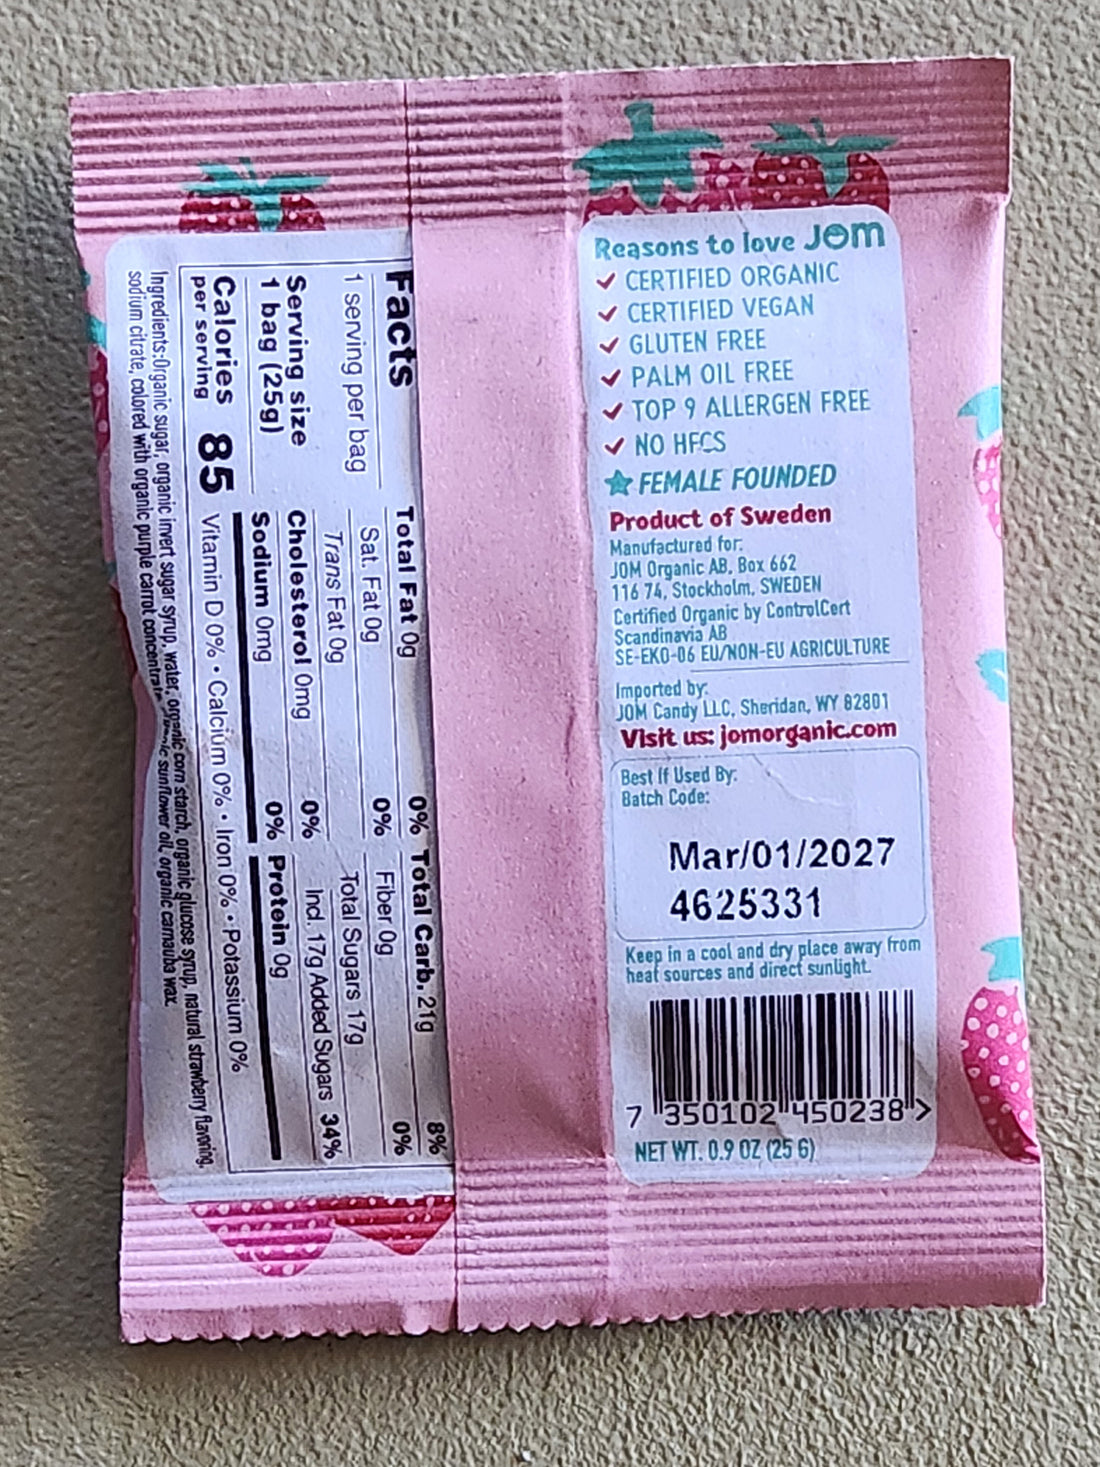 Reasons to love JOM
CERTIFIED ORGANIC
CERTIFIED VEGAN
GLUTEN FREE
PALM OIL FREE
TOP 9 ALLERGEN FREE
NO HFCS
FEMALE FOUNDED
Product of Sweden
Manufactured for:
JOM Organic AB, Box 662
116 74, Stockholm, SWEDEN
Certified Organic by ControlCert
Scandinavia AB
SE-EKO-06 EU/NON-EU AGRICULTURE
Imported by:
JOM Candy LLC, Sheridan, WY 82801
Visit us: jomorganic.com
Best If Used By:
Batch Code:
Mar/01/2027
4625331
Keep in a cool and dry place away from
heat sources and direct sunlight.
7 350102 450238 >
NET WT. 0.9 OZ (25 G)
Facts
1 serving per bag
Serving size
1 bag (25g)
Calories 85
per serving
Total Fat 0g 0%
Sat. Fat 0g 0%
Trans Fat 0g
Cholesterol 0mg 0%
Sodium 0mg 0%
Total Carb. 21g 8%
Fiber 0g 0%
Total Sugars 17g
Incl. 17g Added Sugars 34%
Protein 0g
Vitamin D 0% • Calcium 0% • Iron 0% • Potassium 0%
Ingredients:Organic sugar, organic invert sugar syrup, water, organic corn starch, organic glucose syrup, natural strawberry flavoring,
sodium citrate, colored with organic purple carrot concentrate, organic sunflower oil, organic carnauba wax.